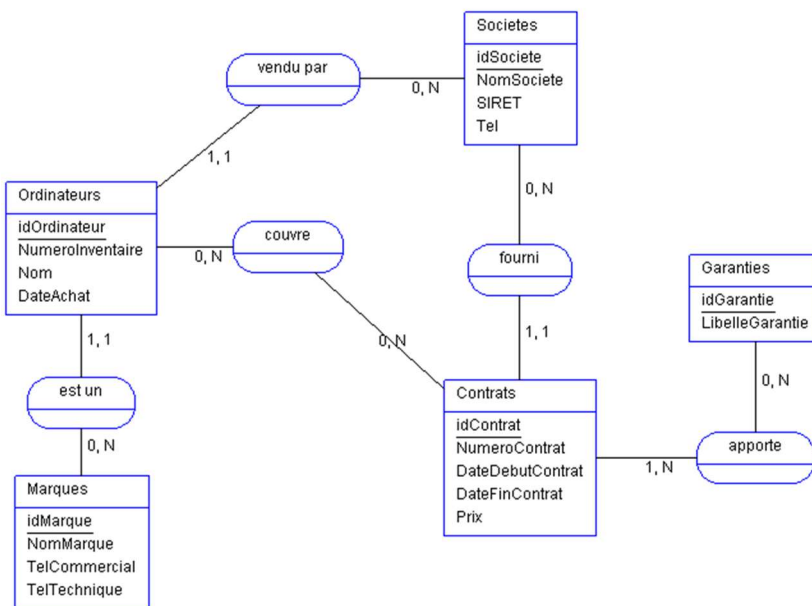 Societes
idSociete
NomSociete
SIRET
Tel
vendu par
0, N
1, 1
0, N
Ordinateurs
idOrdinateur
NumeroInventaire
Nom
DateAchat
0, N
couvre
fourni
Garanties
idGarantie
LibelleGarantie
1, 1
0, N
1, 1
0, N
est un
Contrats
idContrat
NumeroContrat
DateDebutContrat
DateFinContrat
Prix
1, N
apporte
0, N
Marques
idMarque
NomMarque
TelCommercial
TelTechnique